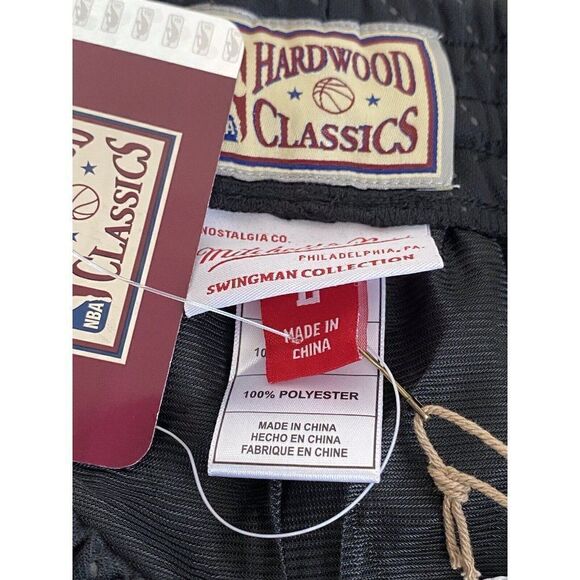 HARDWOOD
CLASSICS
NBA
CLASSICS
NOSTALGIA CO.
PHILADELPHIA, PA.
SWINGMAN COLLECTION
MADE IN
CHINA
100% POLYESTER
MADE IN CHINA
HECHO EN CHINA
FABRIQUE EN CHINE